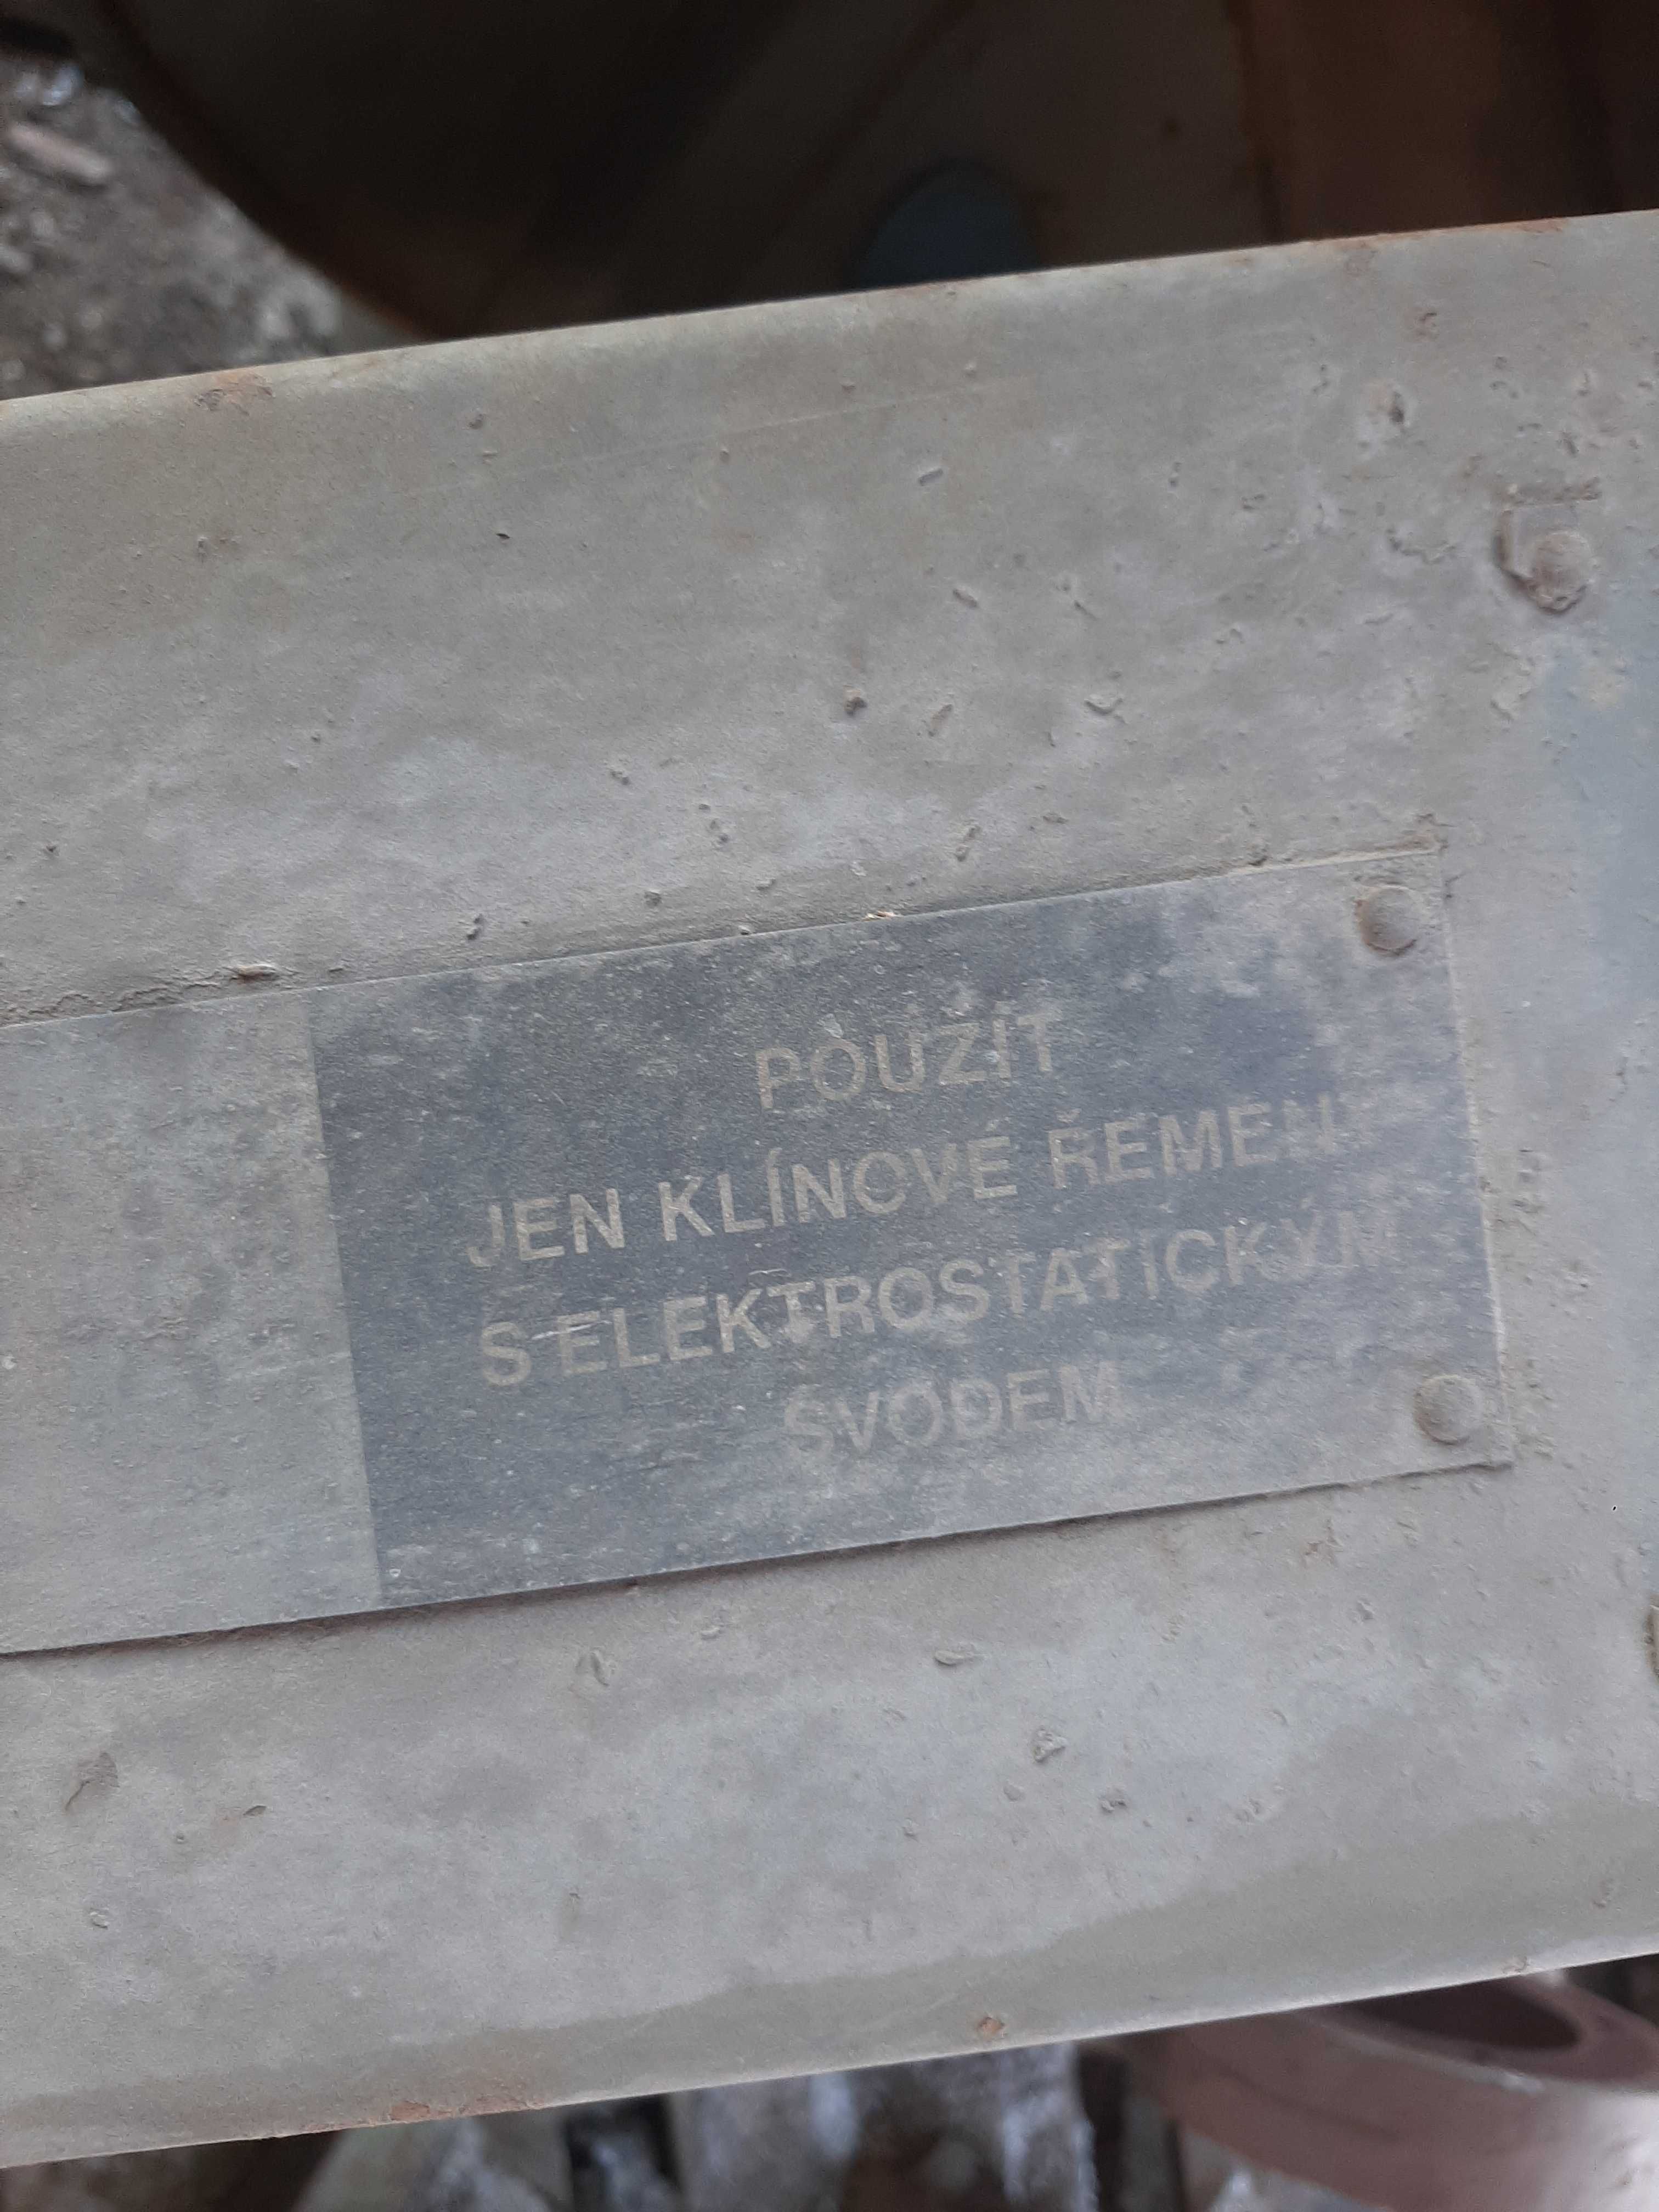 POUŽÍT
JEN KLÍNOVÉ ŘEMENY
S ELEKTROSTATICKÝM
SVODEM